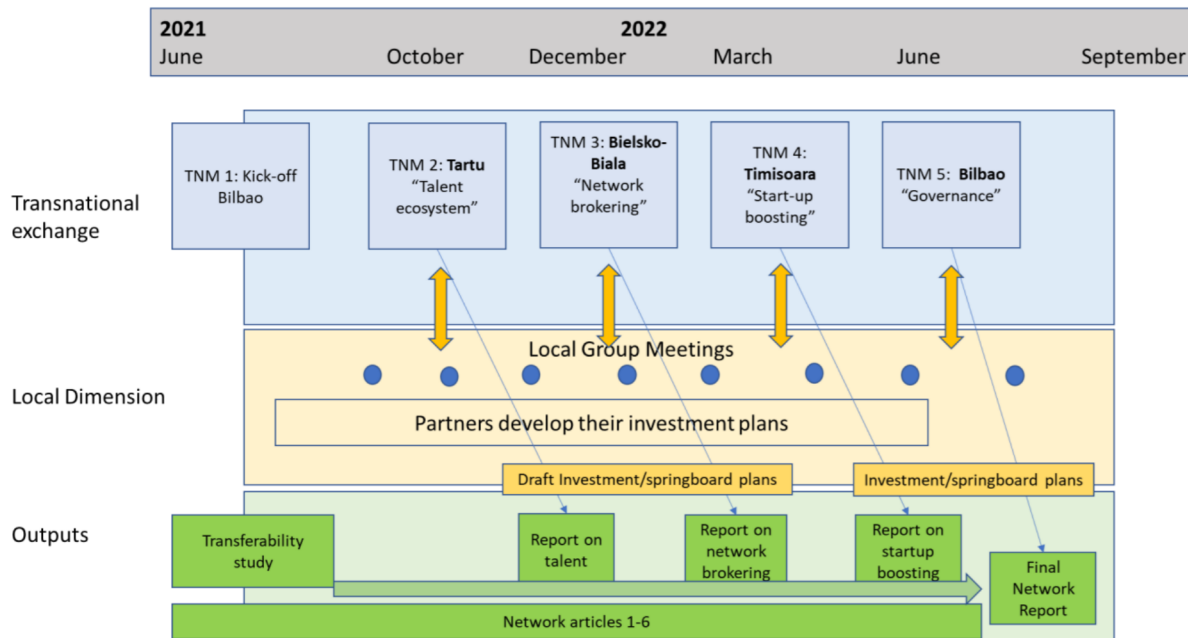 2021
2022
June
October
December
March
June
September
Transnational
exchange
TNM 1: Kick-off
Bilbao
TNM 2: Tartu
“Talent
ecosystem”
TNM 3: Bielsko-
Biala
“Network
brokering”
TNM 4:
Timisoara
“Start-up
boosting”
TNM 5: Bilbao
“Governance”
Local Dimension
Local Group Meetings
Partners develop their investment plans
Draft Investment/springboard plans
Investment/springboard plans
Outputs
Transferability
study
Report on
talent
Report on
network
brokering
Report on
startup
boosting
Final
Network
Report
Network articles 1-6